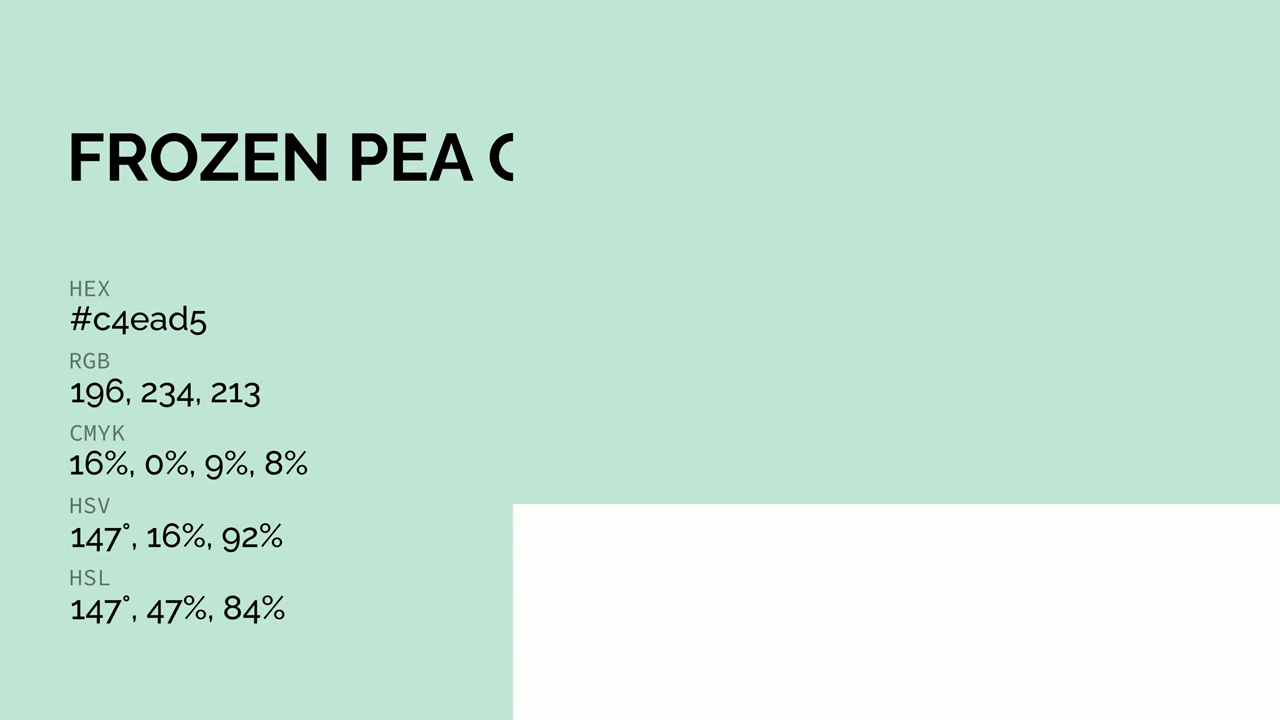 FROZEN PEA
HEX
#c4ead5
RGB
196, 234, 213
CMYK
16%, 0%, 9%, 8%
HSV
147°, 16%, 92%
HSL
147°, 47%, 84%